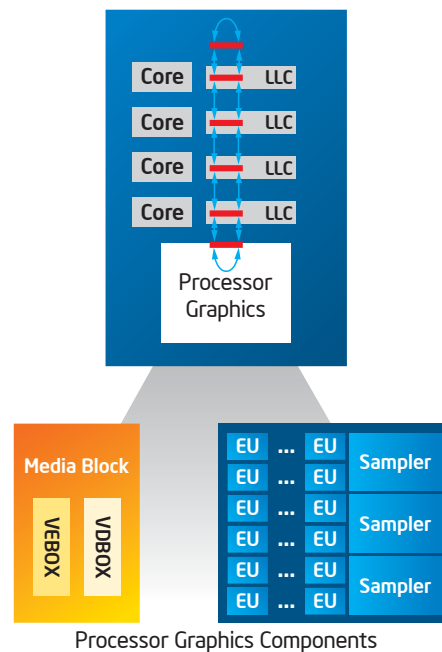 Core LLC
Core LLC
Core LLC
Core LLC
Processor
Graphics
Media Block
VEBOX
VDBOX
EU ... EU
EU ... EU
Sampler
EU ... EU
EU ... EU
Sampler
EU ... EU
EU ... EU
Sampler
Processor Graphics Components